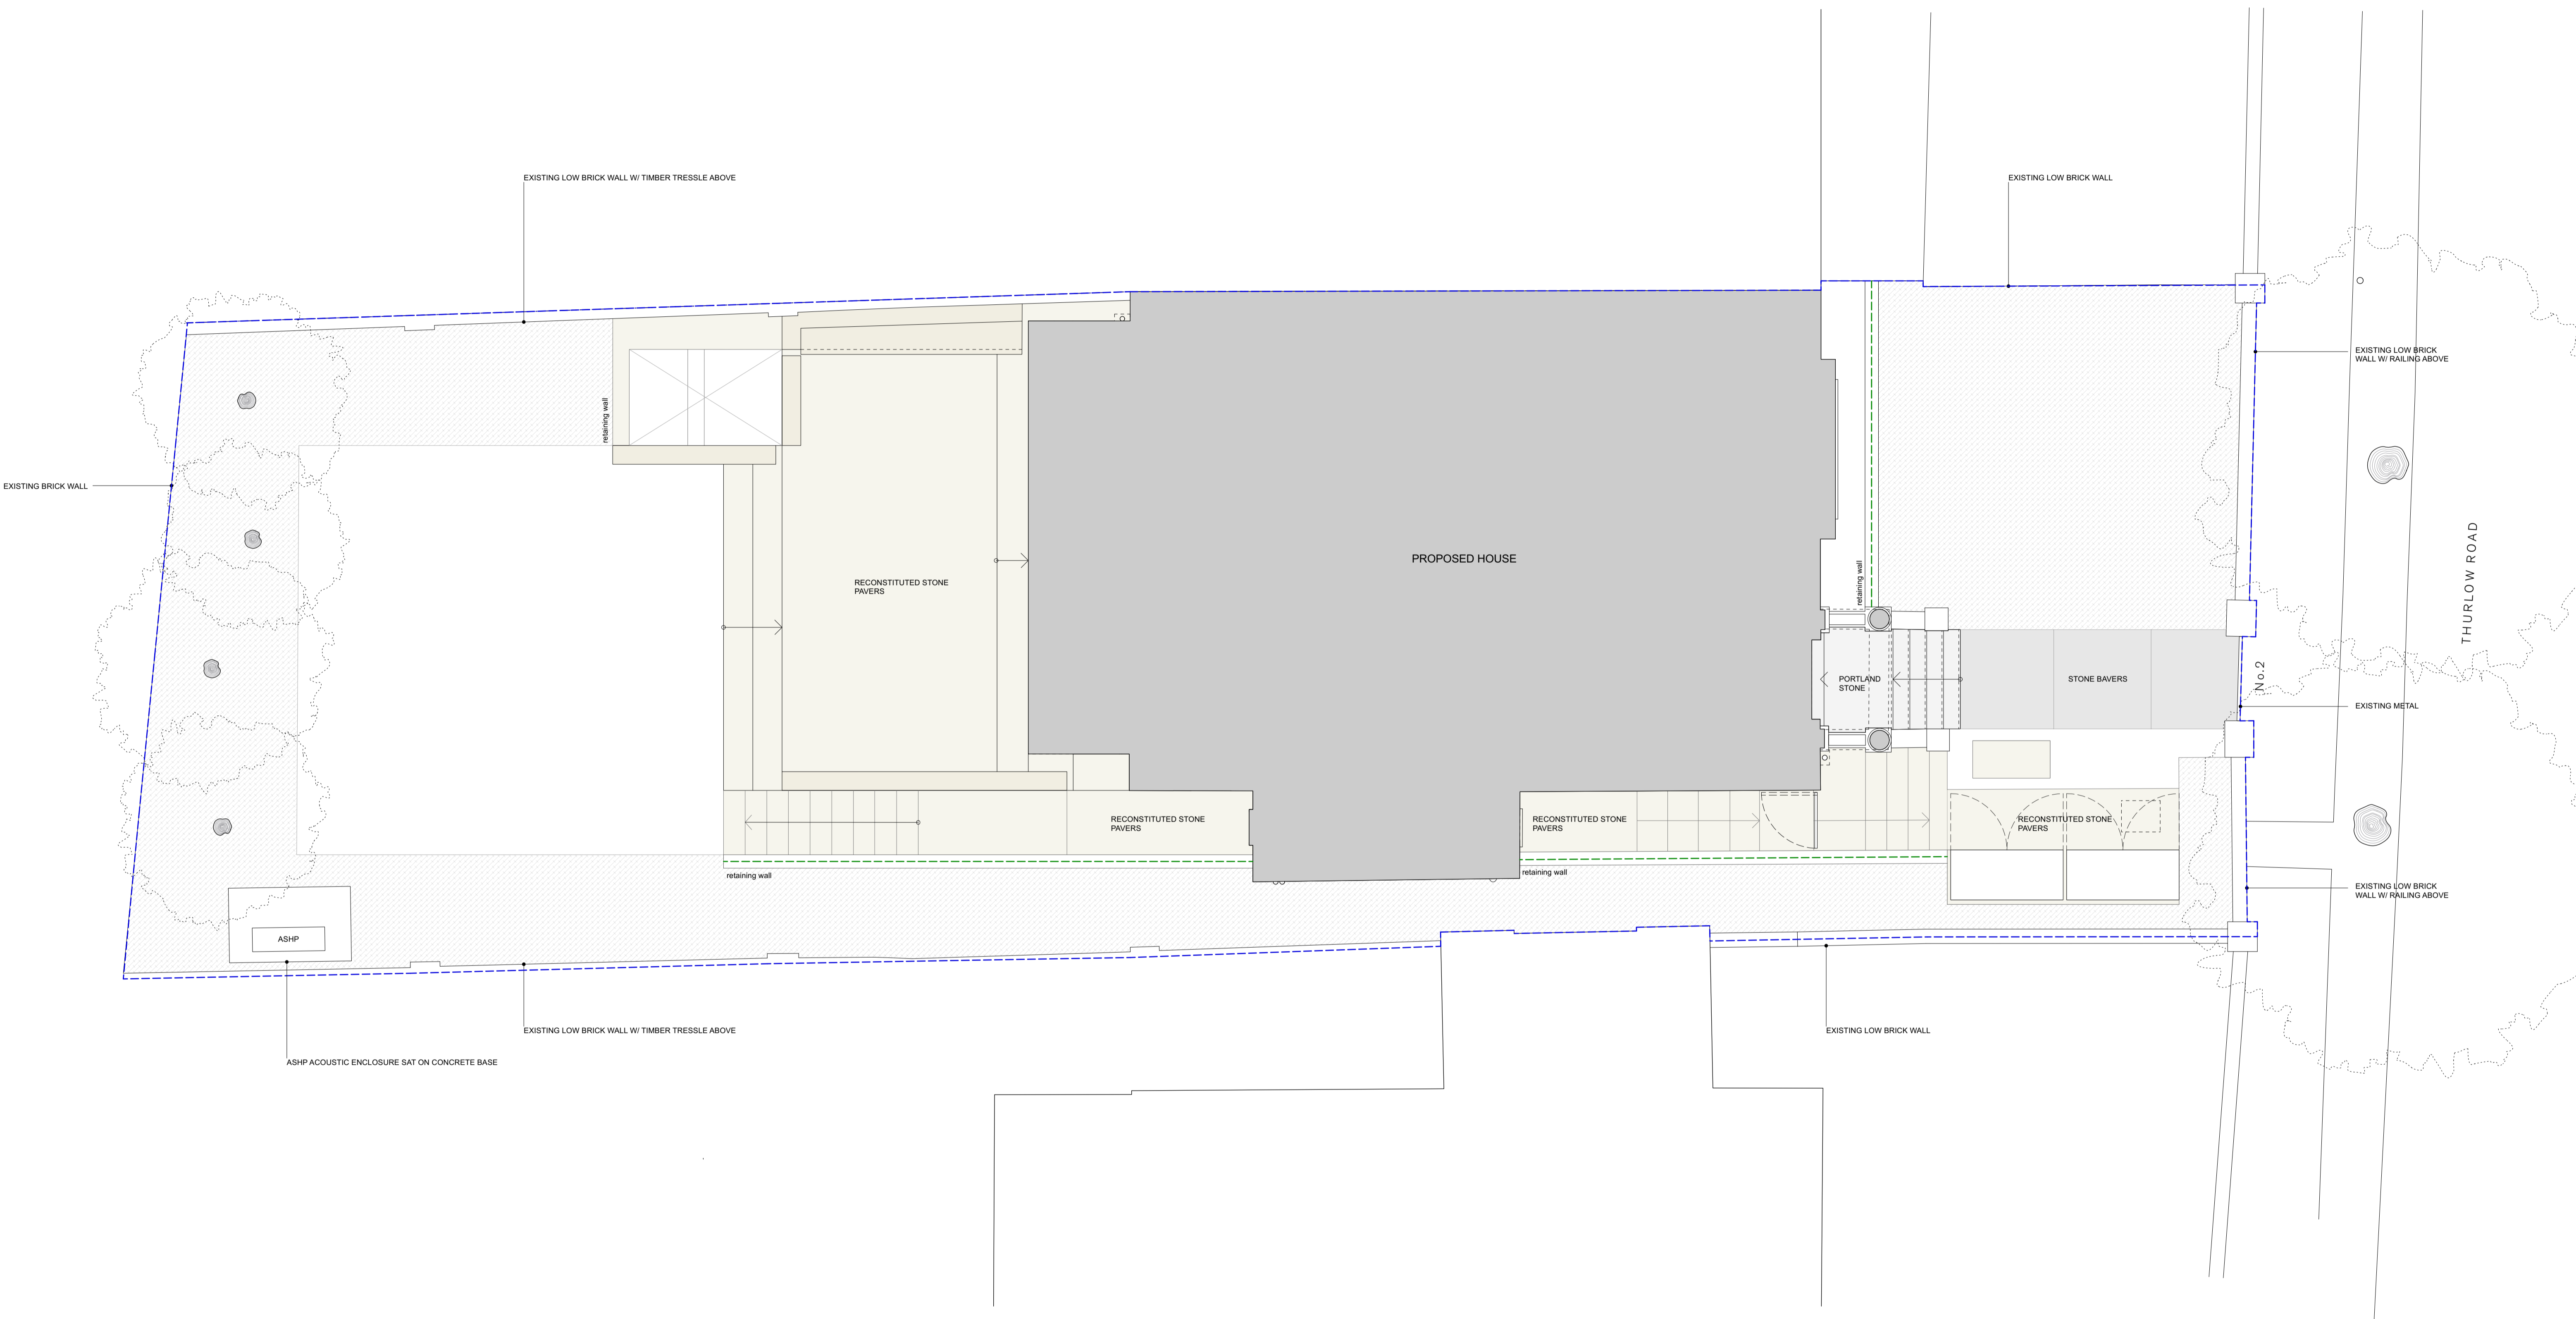 EXISTING LOW BRICK WALL W/ TIMBER TRESSLE ABOVE
EXISTING LOW BRICK WALL
EXISTING LOW BRICK
WALL W/ RAILING ABOVE
retaining wall
EXISTING BRICK WALL
PROPOSED HOUSE
RECONSTITUTED STONE
PAVERS
retaining wall
THURLOW ROAD
No.2
PORTLAND
STONE
STONE BAVERS
EXISTING METAL
RECONSTITUTED STONE
PAVERS
RECONSTITUTED STONE
PAVERS
RECONSTITUTED STONE
PAVERS
retaining wall
retaining wall
EXISTING LOW BRICK
WALL W/ RAILING ABOVE
ASHP
EXISTING LOW BRICK WALL W/ TIMBER TRESSLE ABOVE
EXISTING LOW BRICK WALL
ASHP ACOUSTIC ENCLOSURE SAT ON CONCRETE BASE